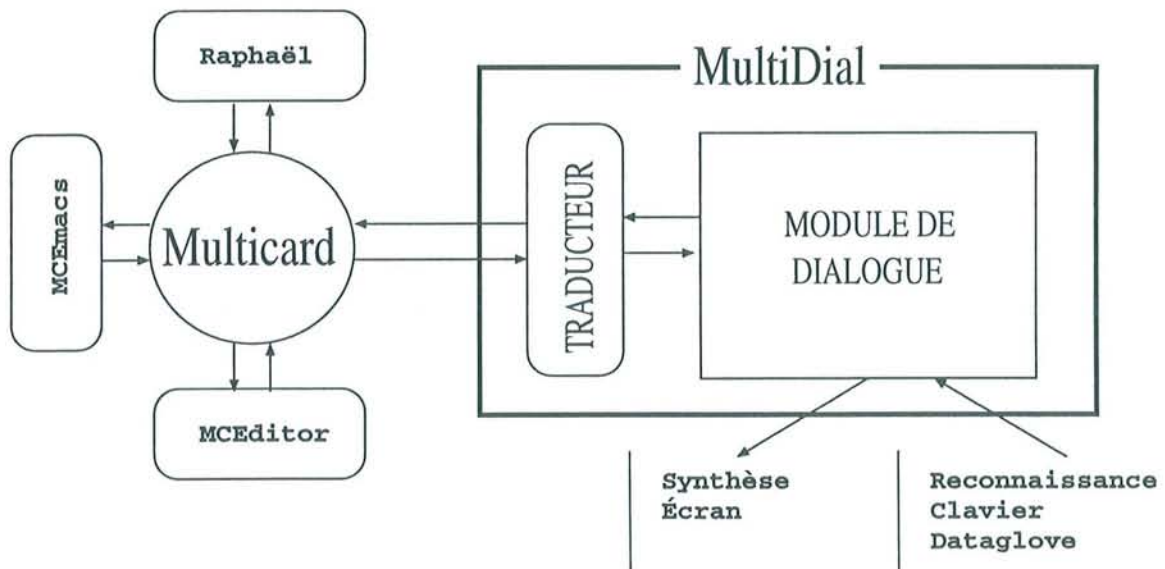 Raphaël
MultiDial
MCEmacs
Multicard
TRADUCTEUR
MODULE DE
DIALOGUE
MCEditor
Synthèse
Écran
Reconnaissance
Clavier
Dataglove